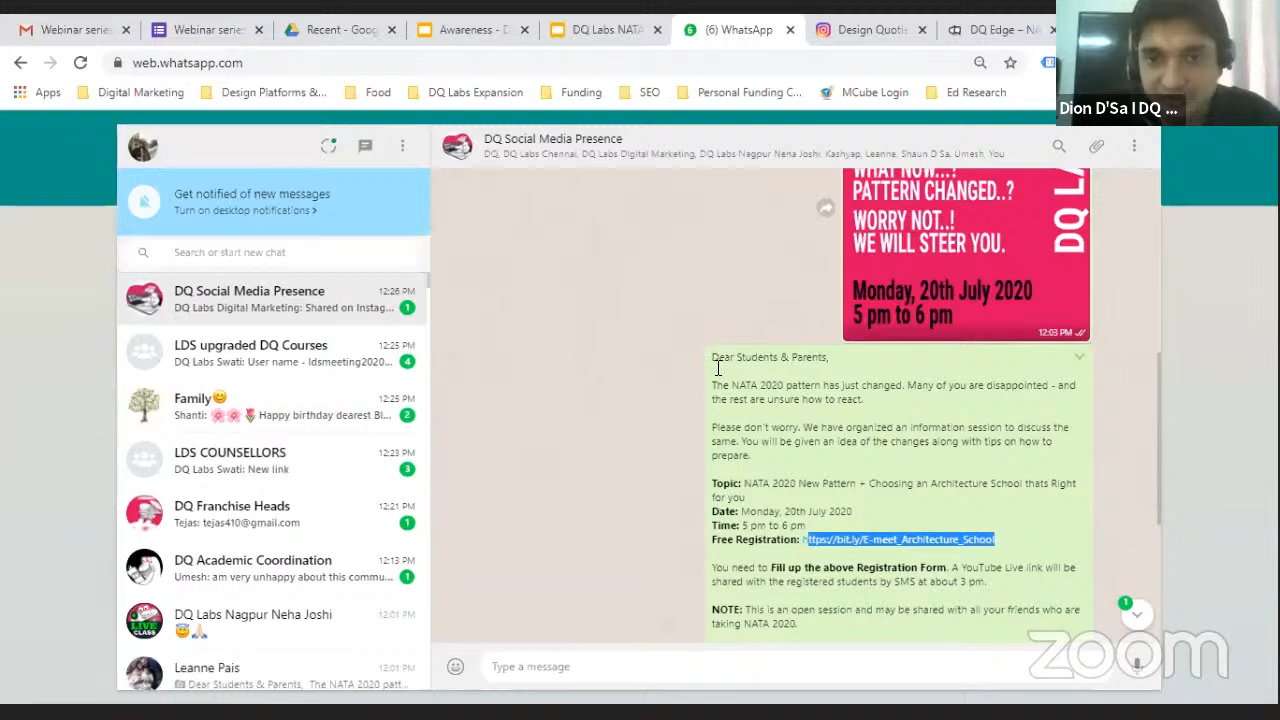 Webinar serie
Webinar serie
Recent - Goog
Awareness - D
DQ Labs NATA
(6) WhatsApp
Design Quotie
DQ Edge – NA
web.whatsapp.com
Apps
Digital Marketing
Design Platforms &...
Food
DQ Labs Expansion
Funding
SEO
Personal Funding C...
MCube Login
Ed Research
Dion D'Sa I DQ ...
DQ Social Media Presence
DQ, DQ Labs Chennai, DQ Labs Digital Marketing, DQ Labs Nagpur Nena Joshi, Kashyap, Leanne, Shaun D'Sa, Umesh, You
Get notified of new messages
Turn on desktop notifications >
Search or start new chat
DQ Social Media Presence
12:26 PM
DQ Labs Digital Marketing: Shared on Instag...
1
LDS upgraded DQ Courses
12:25 PM
DQ Labs Swati: User name - ldsmeeting2020...
4
Family😊
12:25 PM
Shanti: 🌸🌸🌷Happy birthday dearest Bl...
2
LDS COUNSELLORS
12:23 PM
DQ Labs Swati: New link
3
DQ Franchise Heads
12:21 PM
Tejas: tejas410@gmail.com
1
DQ Academic Coordination
12:13 PM
Umesh: am very unhappy about this commu...
1
DQ Labs Nagpur Neha Joshi
12:01 PM
😇🙏🏻
LIVE
CLASS
Leanne Pais
12:01 PM
Dear Students & Parents, The NATA 2020 patt...
WHAT NOW...!
PATTERN CHANGED..?
WORRY NOT..!
WE WILL STEER YOU.
DQ LA
Monday, 20th July 2020
5 pm to 6 pm
12:03 PM
Dear Students & Parents,
The NATA 2020 pattern has just changed. Many of you are disappointed - and
the rest are unsure how to react.
Please don't worry. We have organized an information session to discuss the
same. You will be given an idea of the changes along with tips on how to
prepare.
Topic: NATA 2020 New Pattern + Choosing an Architecture School thats Right
for you
Date: Monday, 20th July 2020
Time: 5 pm to 6 pm
Free Registration: https://bit.ly/E-meet_Architecture_School
You need to Fill up the above Registration Form. A YouTube Live link will be
shared with the registered students by SMS at about 3 pm.
NOTE: This is an open session and may be shared with all your friends who are
taking NATA 2020.
1
Type a message
zoom